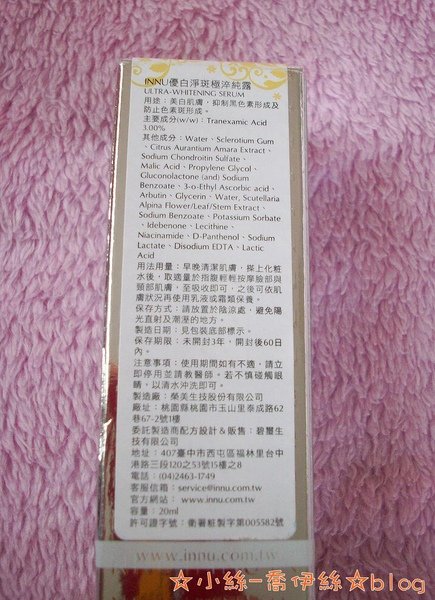 INNU優白淨斑極淬純露
ULTRA-WHITENING SERUM
用途：美白肌膚，抑制黑色素形成及
防止色素斑形成。
主要成分(w/w)：Tranexamic Acid
3.00%
其他成分：Water、Sclerotium Gum
、Citrus Aurantium Amara Extract、
Sodium Chondroitin Sulfate、
Malic Acid、Propylene Glycol、
Gluconolactone (and) Sodium
Benzoate、3-o-Ethyl Ascorbic acid、
Arbutin、Glycerin、Water, Scutellaria
Alpina Flower/Leaf/Stem Extract、
Sodium Benzoate、Potassium Sorbate
、Idebenone、Lecithine、
Niacinamide、D-Panthenol、Sodium
Lactate、Disodium EDTA、Lactic
Acid
用法用量：早晚清潔肌膚，搽上化粧
水後，取適量於指腹輕輕按摩臉部與
頸部肌膚，至吸收即可，之後可依肌
膚狀況再使用乳液或霜類保養。
保存方式：請放置於陰涼處，避免陽
光直射及潮溼的地方。
製造日期：見包裝底部標示。
保存期限：未開封3年，開封後60日
內。
注意事項：使用期間如有不適，請立
即停用並請教醫師。若不慎碰觸眼
睛，以清水沖洗即可。
製造廠：榮美生技股份有限公司
廠址：桃園縣桃園市玉山里泰成路62
巷67-2號1樓
委託製造商配方設計&販售：碧璽生
技有限公司
地址：407臺中市西屯區福林里台中
港路三段120之53號15樓之8
電話：(04)2463-1749
客服信箱：service@innu.com.tw
官方網站： www.innu.com.tw
容量：20ml
許可證字號：衛署粧製字第005582號
www.innu.com.tw
☆小絲-喬伊絲☆blog